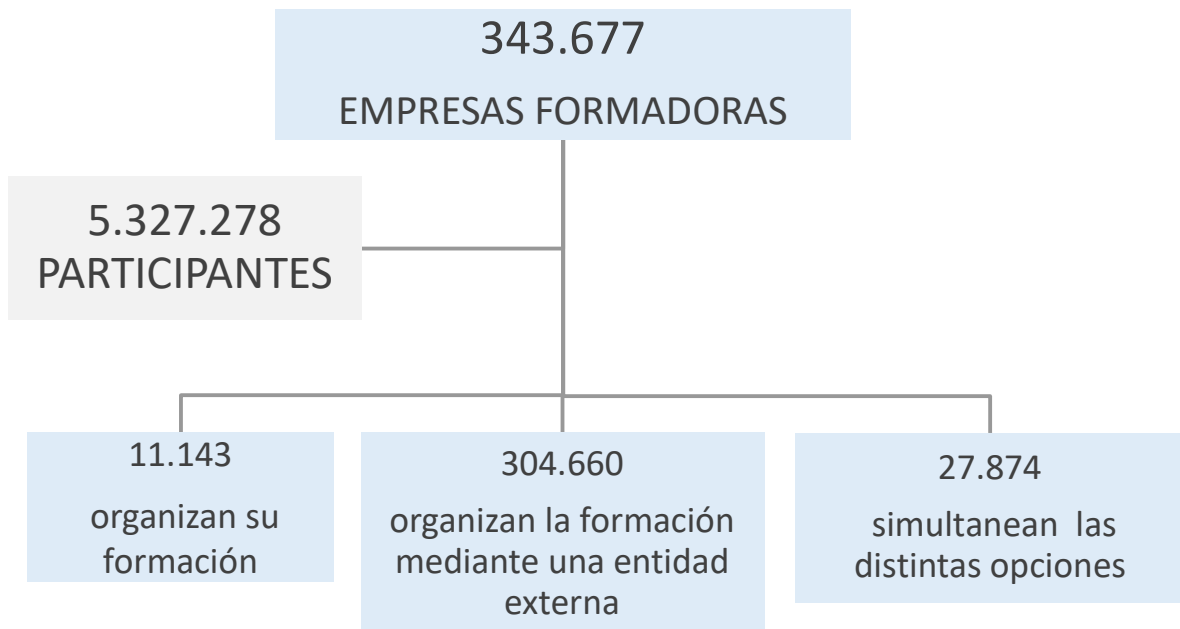 343.677
EMPRESAS FORMADORAS
5.327.278
PARTICIPANTES
11.143
organizan su
formación
304.660
organizan la formación
mediante una entidad
externa
27.874
simultanean  las
distintas opciones